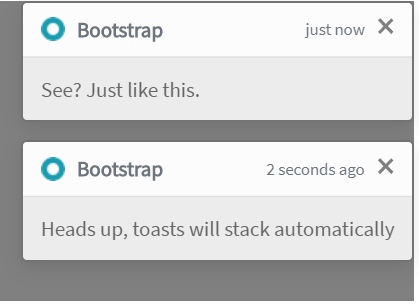 Bootstrap just now ×
See? Just like this.
Bootstrap 2 seconds ago ×
Heads up, toasts will stack automatically